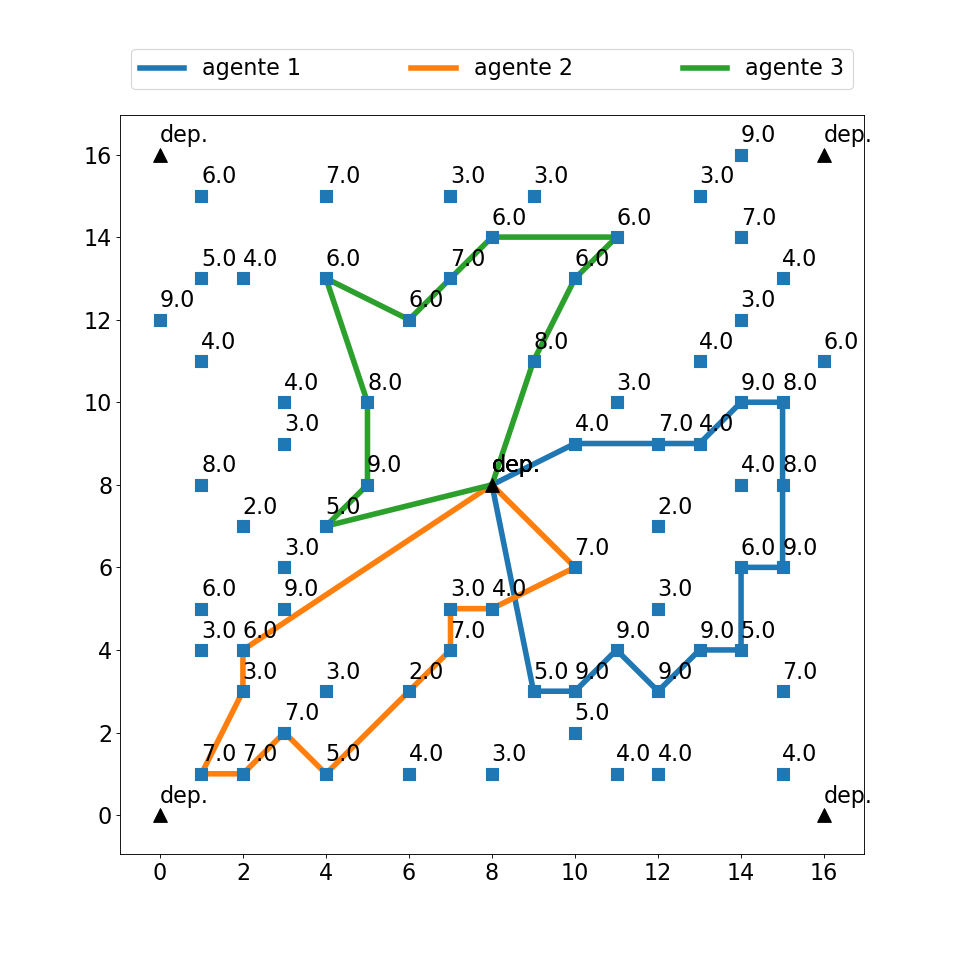 agente 1 agente 2 agente 3
dep. 9.0 dep.
16
6.0 7.0 3.0 3.0 3.0
6.0 6.0 7.0
14
5.0 4.0 6.0 7.0 6.0 4.0
9.0 6.0 3.0
12
4.0 8.0 4.0 6.0
4.0 8.0 3.0 9.0 8.0
10
3.0 4.0 7.0 4.0
8.0 9.0 dep. 4.0 8.0
8
2.0 5.0 2.0
3.0 7.0 6.0 9.0
6
6.0 9.0 3.0 4.0 3.0
3.0 6.0 7.0 9.0 9.0 5.0
4
3.0 3.0 2.0 5.0 9.0 9.0 7.0
7.0 5.0
2
7.0 7.0 5.0 4.0 3.0 4.0 4.0 4.0
dep. dep.
0
0 2 4 6 8 10 12 14 16